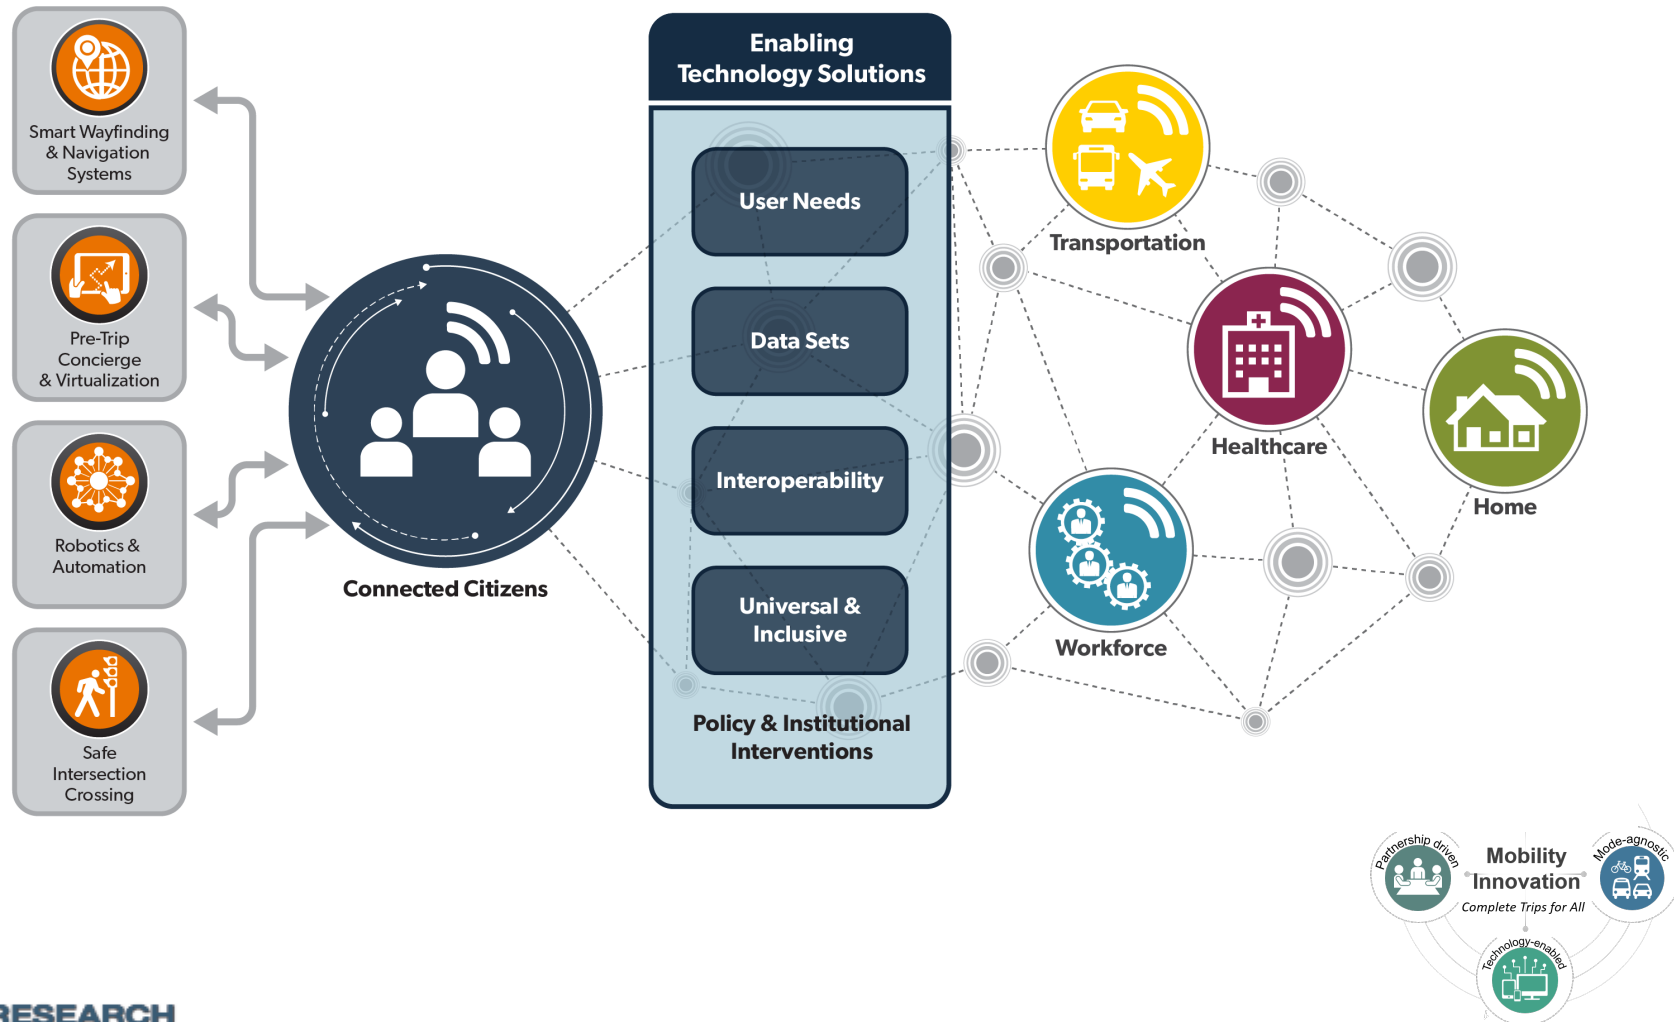 Smart Wayfinding
& Navigation
Systems
Pre-Trip
Concierge
& Virtualization
Robotics &
Automation
Safe
Intersection
Crossing
Connected Citizens
Enabling
Technology Solutions
User Needs
Data Sets
Interoperability
Universal &
Inclusive
Policy & Institutional
Interventions
Transportation
Healthcare
Home
Workforce
Partnership driven
Mobility
Innovation
Complete Trips for All
Mode-agnostic
Technology-enabled
RESEARCH